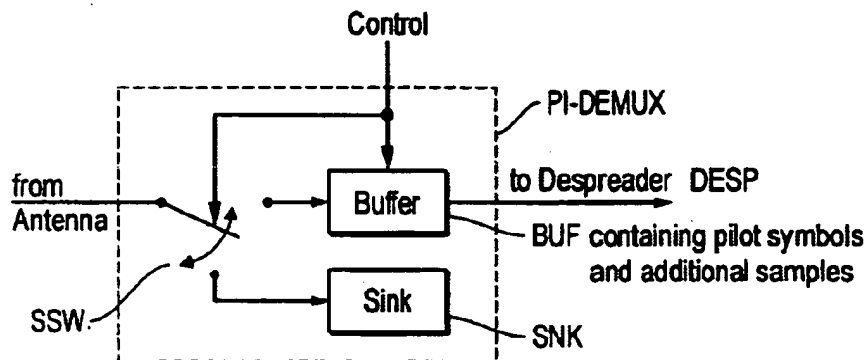 Control
PI-DEMUX
from
Antenna
Buffer
to Despreader DESP
BUF containing pilot symbols
and additional samples
Sink
SSW.
SNK